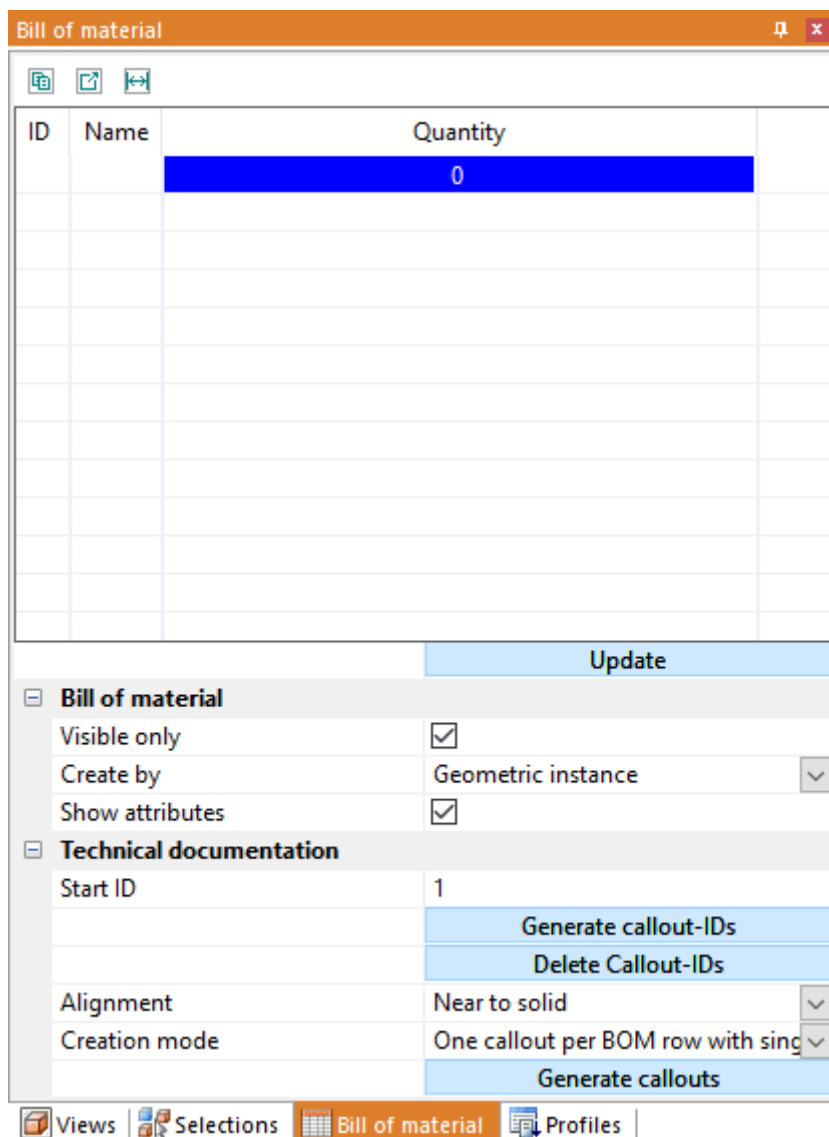 Bill of material
ID Name Quantity
0
Update
Bill of material
Visible only
Create by Geometric instance
Show attributes
Technical documentation
Start ID 1
Generate callout-IDs
Delete Callout-IDs
Alignment Near to solid
Creation mode One callout per BOM row with sing
Generate callouts
Views Selections Bill of material Profiles